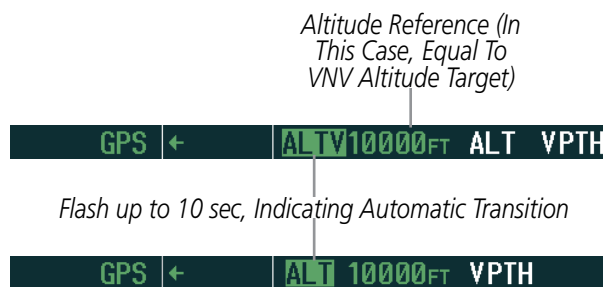 Altitude Reference (In
This Case, Equal To
VNV Altitude Target)
GPS ← ALTV 10000FT ALT VPTH
Flash up to 10 sec, Indicating Automatic Transition
GPS ← ALT 10000FT VPTH